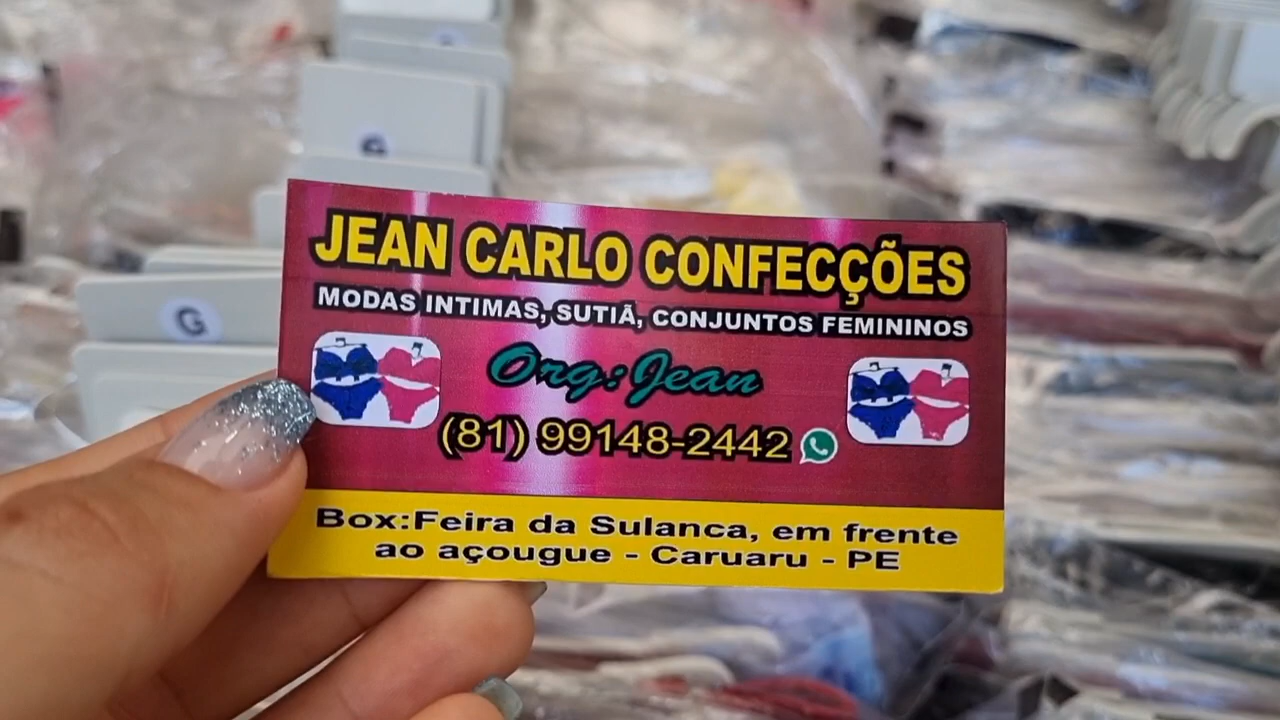 G
G
JEAN CARLO CONFECÇÕES
MODAS INTIMAS, SUTIÃ, CONJUNTOS FEMININOS
Org: Jean
(81) 99148-2442
Box:Feira da Sulanca, em frente
ao açougue - Caruaru - PE